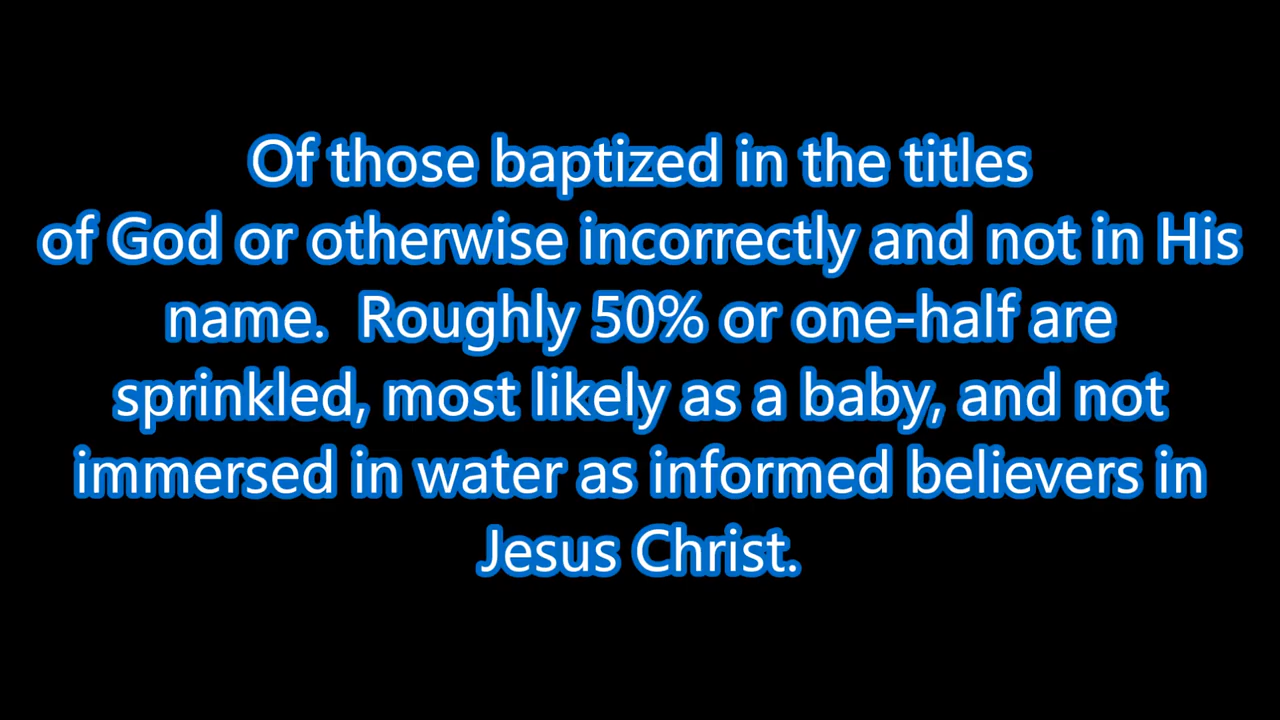 Of those baptized in the titles
of God or otherwise incorrectly and not in His
name.  Roughly 50% or one-half are
sprinkled, most likely as a baby, and not
immersed in water as informed believers in
Jesus Christ.